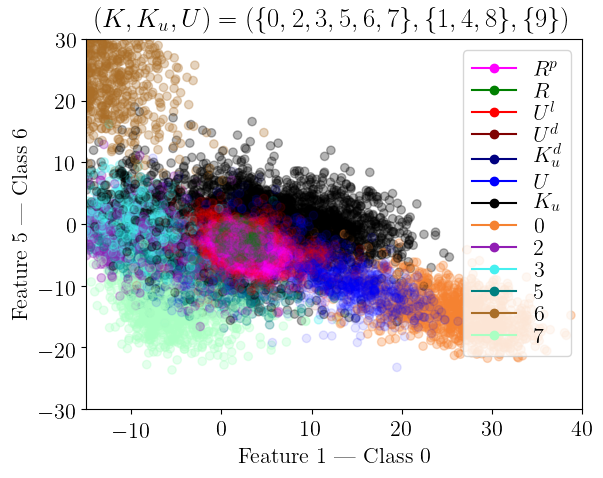 (K, K_u, U) = ({0, 2, 3, 5, 6, 7}, {1, 4, 8}, {9})
30
20
10
0
−10
−20
−30
Feature 5 — Class 6
R^p
R
U^l
U^d
K_u^d
U
K_u
0
2
3
5
6
7
−10
0
10
20
30
40
Feature 1 — Class 0